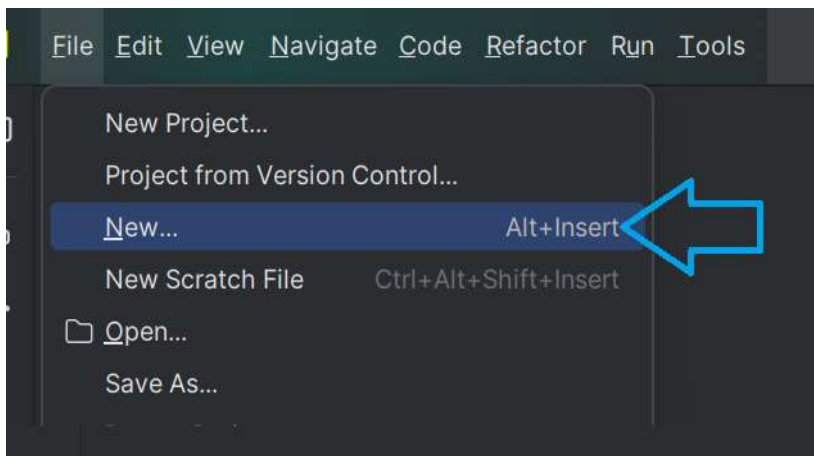 File Edit View Navigate Code Refactor Run Tools
New Project...
Project from Version Control...
New... Alt+Insert
New Scratch File Ctrl+Alt+Shift+Insert
Open...
Save As...